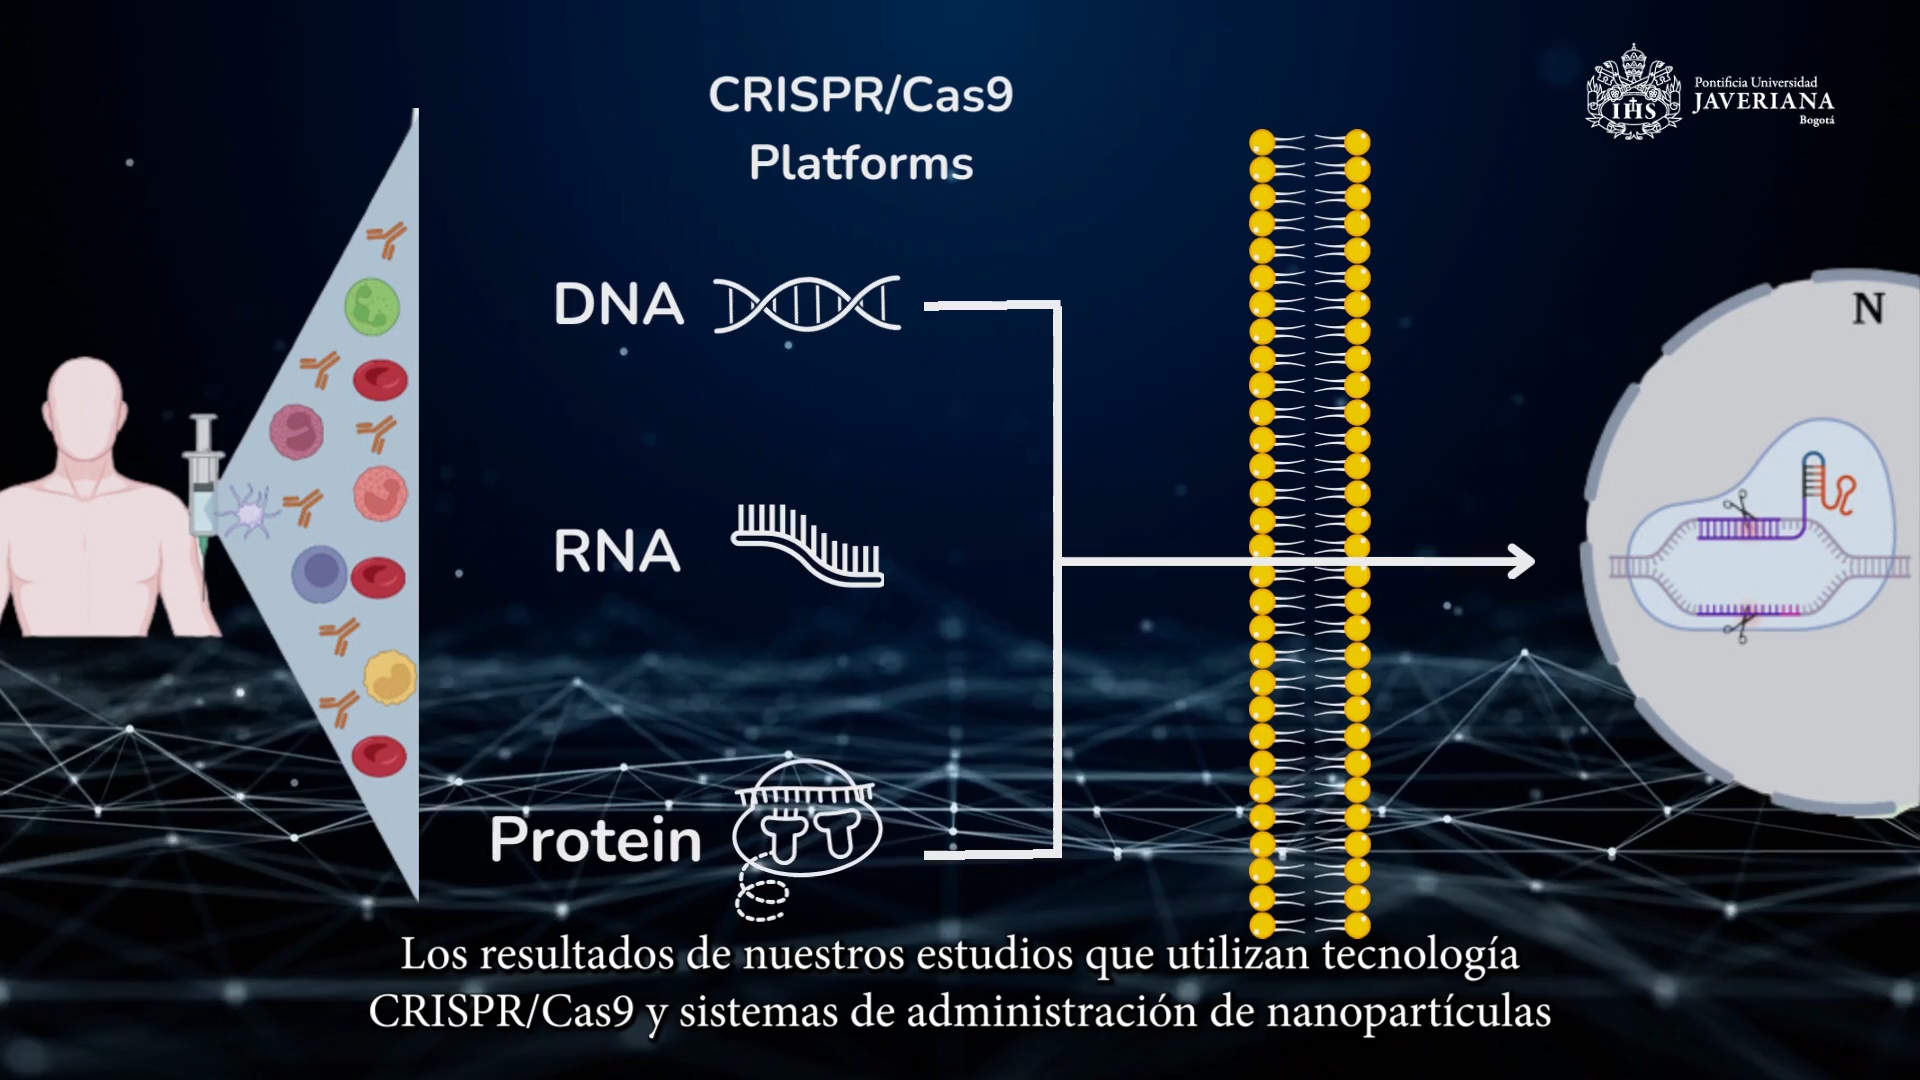 CRISPR/Cas9
Platforms
Pontificia Universidad
JAVERIANA
Bogotá
IHS
DNA
N
RNA
Protein
Los resultados de nuestros estudios que utilizan tecnología
CRISPR/Cas9 y sistemas de administración de nanopartículas